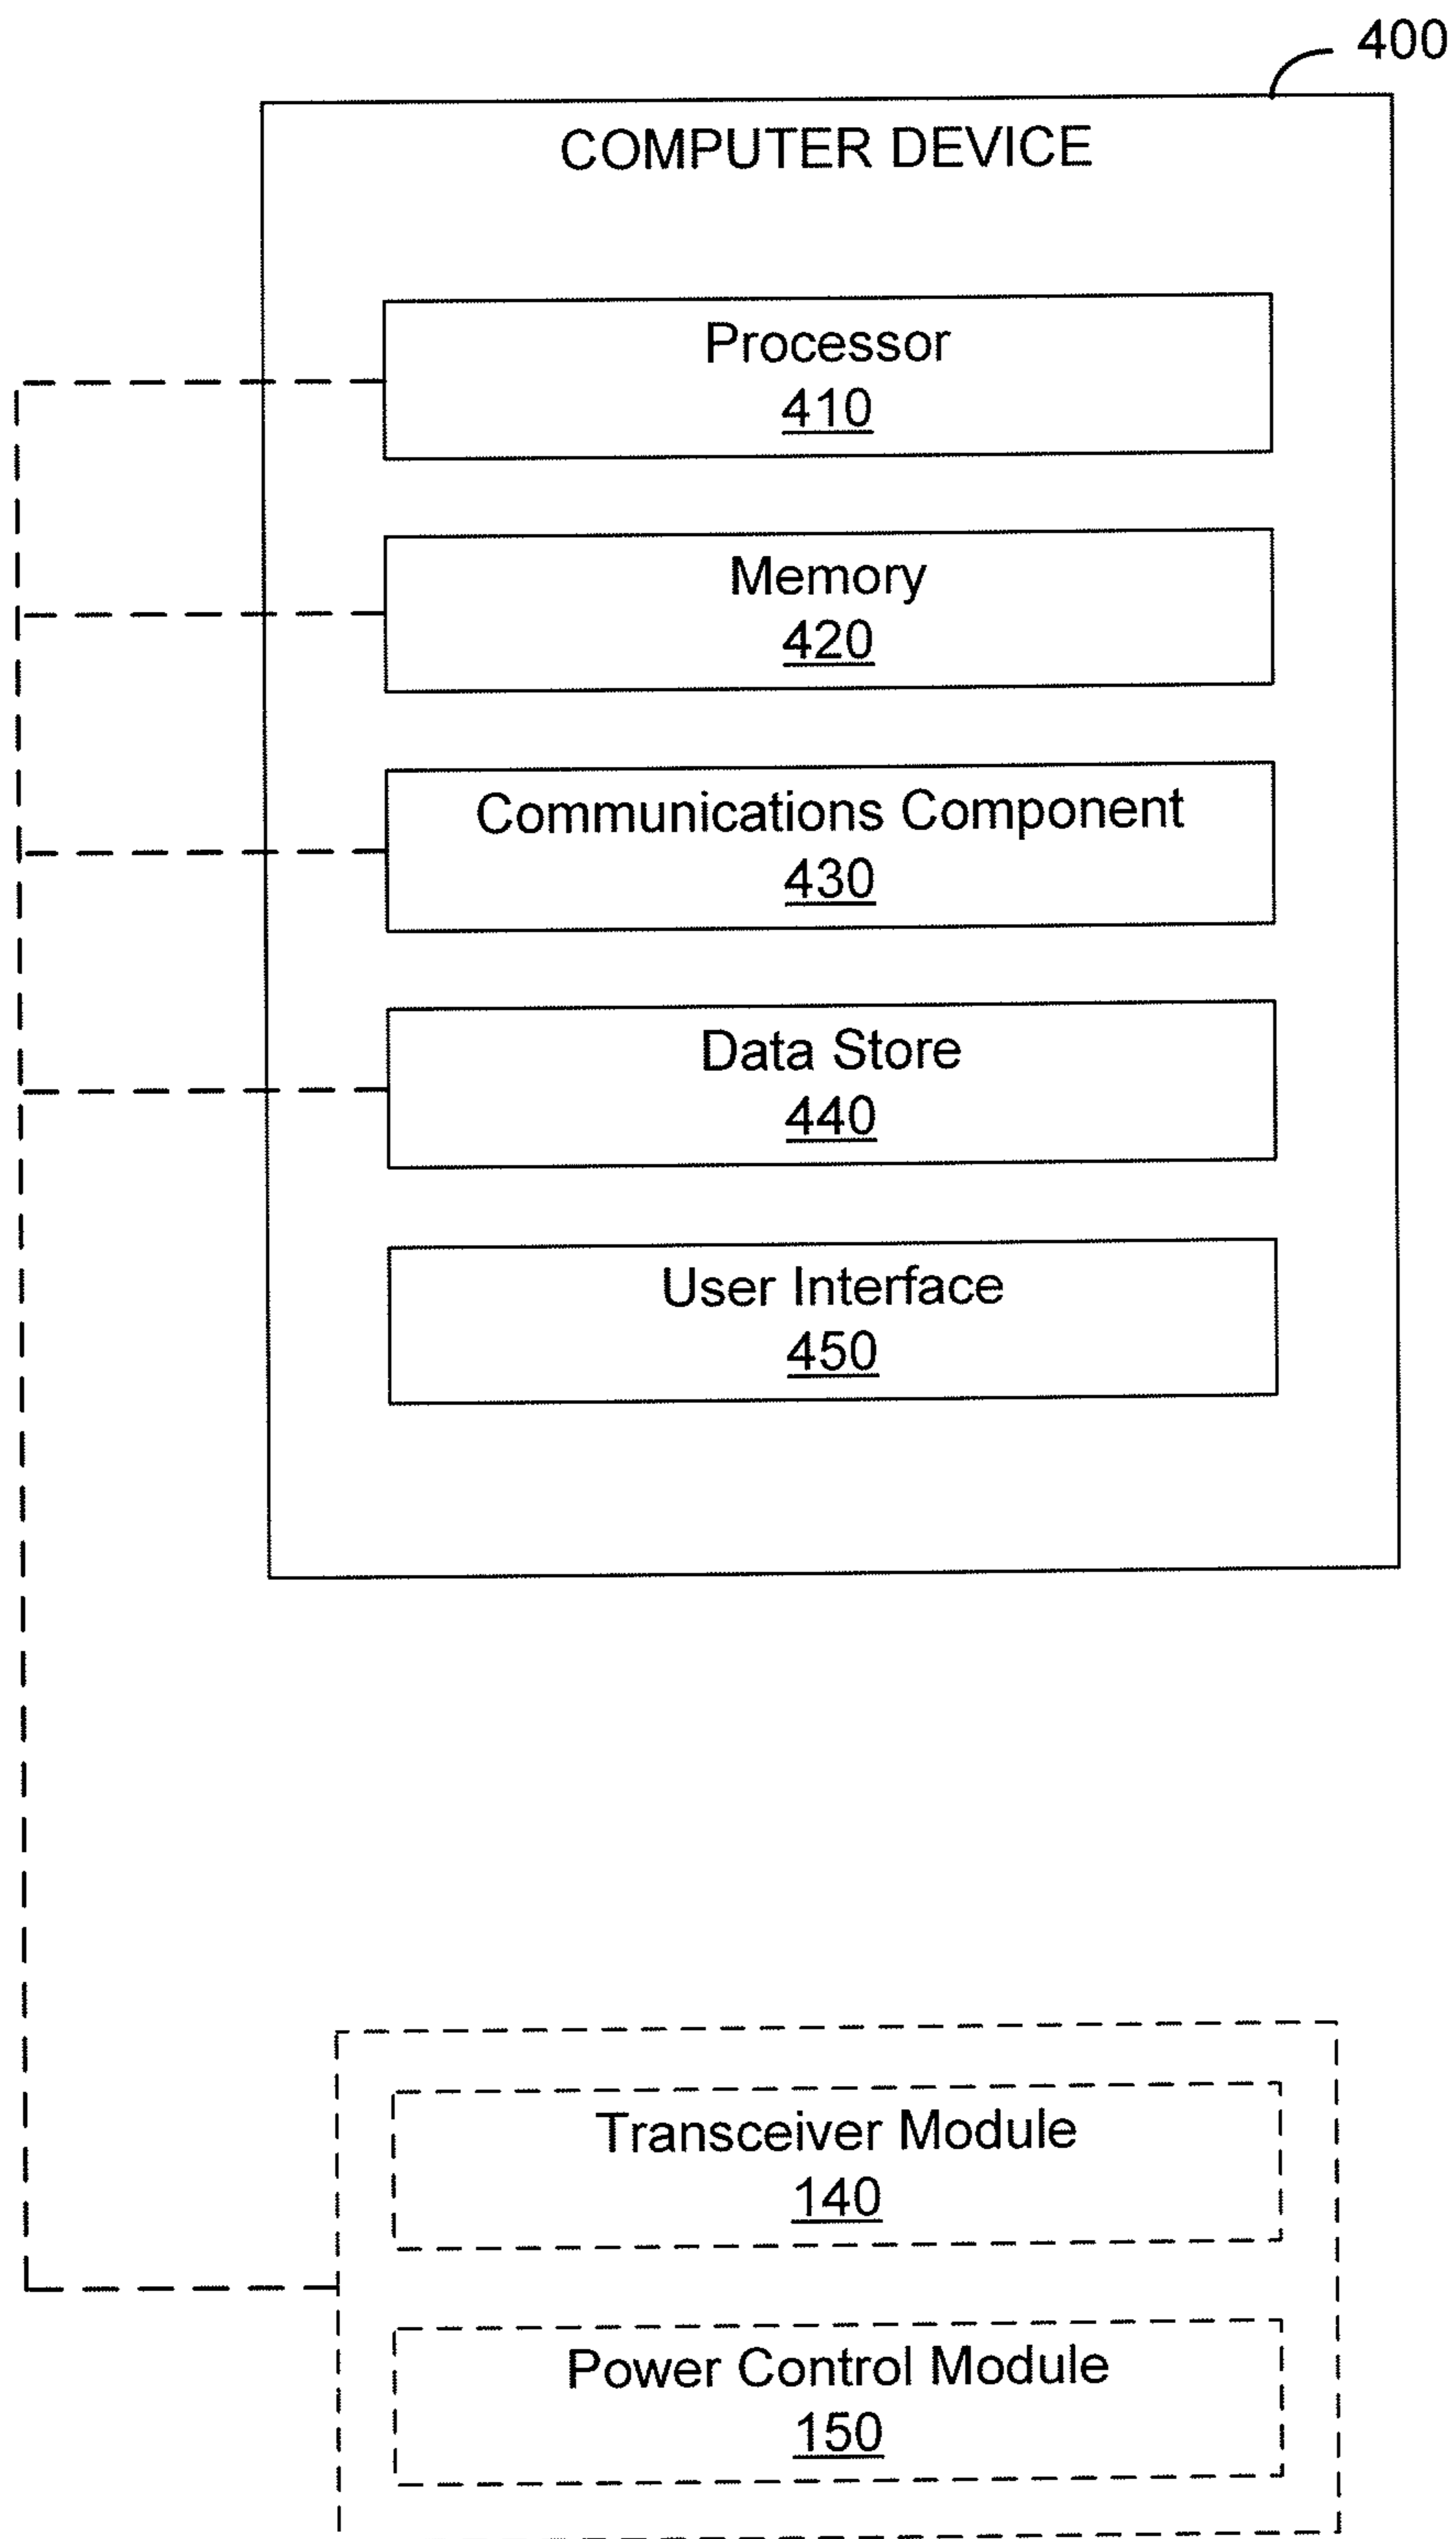 400
COMPUTER DEVICE
Processor
410
Memory
420
Communications Component
430
Data Store
440
User Interface
450
Transceiver Module
140
Power Control Module
150